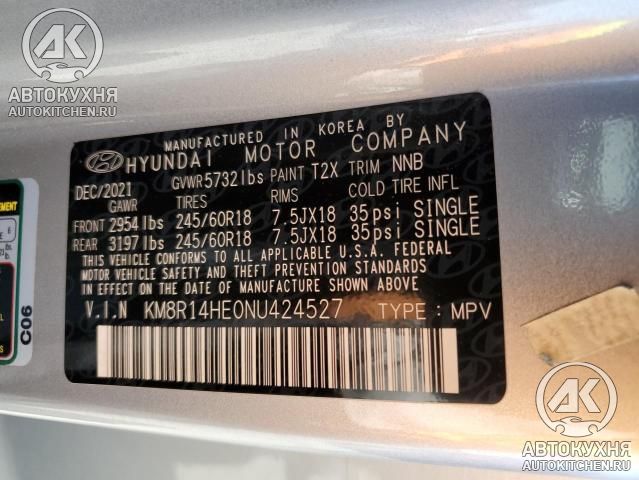 АВТОКУХНЯ
AUTOKITCHEN.RU
MANUFACTURED IN KOREA BY
HYUNDAI MOTOR COMPANY
DEC/2021 GVWR 5732 lbs PAINT T2X TRIM NNB
GAWR TIRES RIMS COLD TIRE INFL
FRONT 2954 lbs 245/60R18 7.5JX18 35psi SINGLE
REAR 3197 lbs 245/60R18 7.5JX18 35psi SINGLE
THIS VEHICLE CONFORMS TO ALL APPLICABLE U.S.A. FEDERAL
MOTOR VEHICLE SAFETY AND THEFT PREVENTION STANDARDS
IN EFFECT ON THE DATE OF MANUFACTURE SHOWN ABOVE.
V.I.N KM8R14HE0NU424527 TYPE : MPV
C06
АВТОКУХНЯ
AUTOKITCHEN.RU